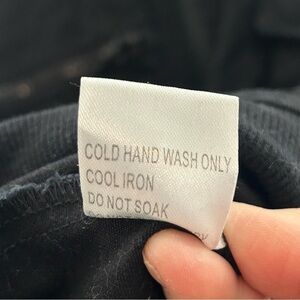 COLD HAND WASH ONLY
COOL IRON
DO NOT SOAK